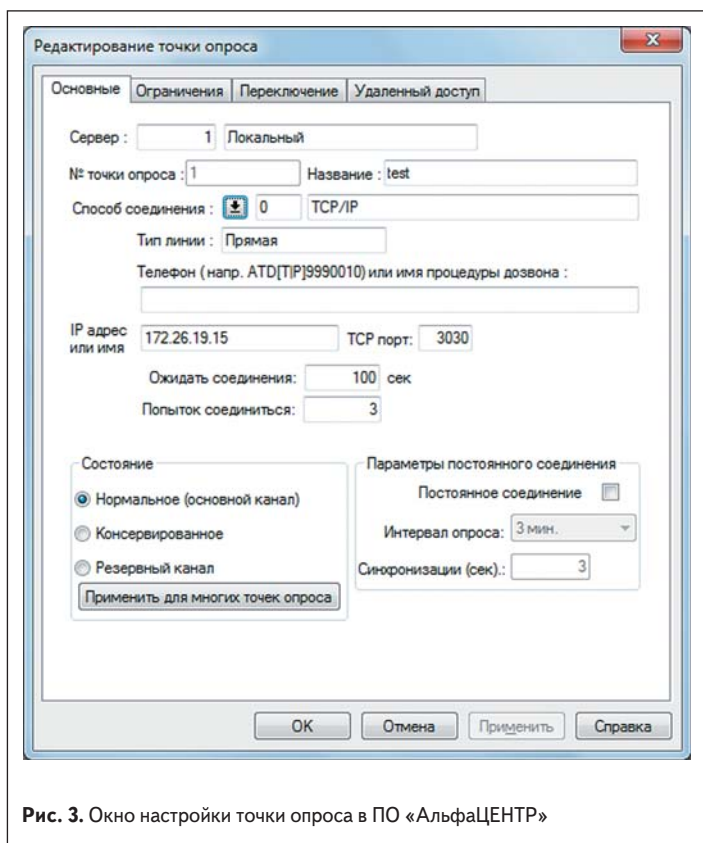 Редактирование точки опроса
Основные Ограничения Переключение Удаленный доступ
Сервер : 1 Локальный
№ точки опроса : 1 Название : test
Способ соединения : 0 TCP/IP
Тип линии : Прямая
Телефон ( напр. ATD[T|P]9990010) или имя процедуры дозвона :
IP адрес или имя 172.26.19.15 TCP порт: 3030
Ожидать соединения: 100 сек
Попыток соединиться: 3
Состояние
Нормальное (основной канал)
Консервированное
Резервный канал
Применить для многих точек опроса
Параметры постоянного соединения
Постоянное соединение
Интервал опроса: 3 мин.
Синхронизации (сек).: 3
OK Отмена Применить Справка
Рис. 3. Окно настройки точки опроса в ПО «АльфаЦЕНТР»